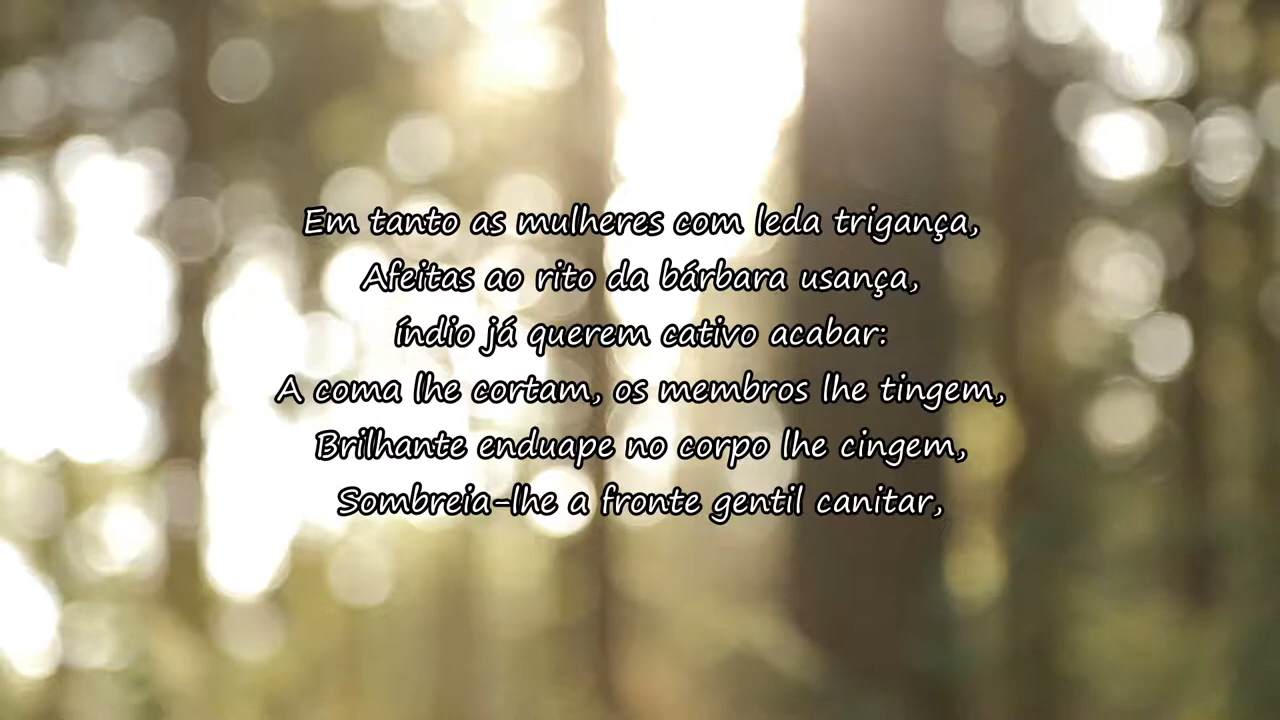 Em tanto as mulheres com leda trigança,
Afeitas ao rito da bárbara usança,
índio já querem cativo acabar:
A coma lhe cortam, os membros lhe tingem,
Brilhante enduape no corpo lhe cingem,
Sombreia-lhe a fronte gentil canitar,